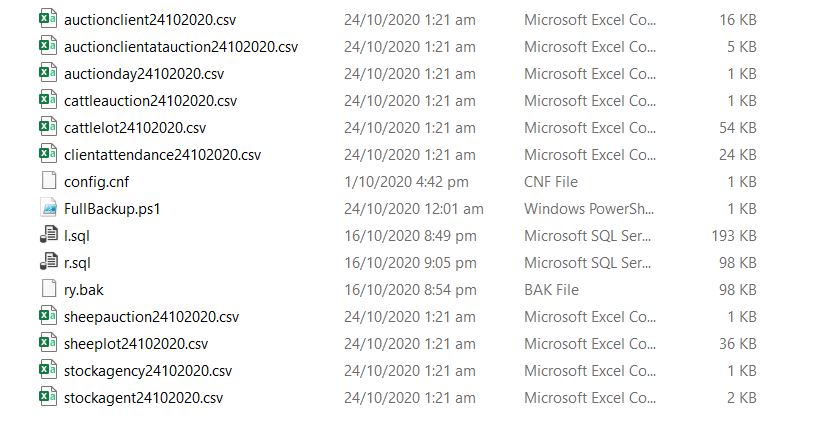 auctionclient24102020.csv 24/10/2020 1:21 am Microsoft Excel Co... 16 KB
auctionclientatauction24102020.csv 24/10/2020 1:21 am Microsoft Excel Co... 5 KB
auctionday24102020.csv 24/10/2020 1:21 am Microsoft Excel Co... 1 KB
cattleauction24102020.csv 24/10/2020 1:21 am Microsoft Excel Co... 1 KB
cattlelot24102020.csv 24/10/2020 1:21 am Microsoft Excel Co... 54 KB
clientattendance24102020.csv 24/10/2020 1:21 am Microsoft Excel Co... 24 KB
config.cnf 1/10/2020 4:42 pm CNF File 1 KB
FullBackup.ps1 24/10/2020 12:01 am Windows PowerSh... 1 KB
l.sql 16/10/2020 8:49 pm Microsoft SQL Ser... 193 KB
r.sql 16/10/2020 9:05 pm Microsoft SQL Ser... 98 KB
ry.bak 16/10/2020 8:54 pm BAK File 98 KB
sheepauction24102020.csv 24/10/2020 1:21 am Microsoft Excel Co... 1 KB
sheeplot24102020.csv 24/10/2020 1:21 am Microsoft Excel Co... 36 KB
stockagency24102020.csv 24/10/2020 1:21 am Microsoft Excel Co... 1 KB
stockagent24102020.csv 24/10/2020 1:21 am Microsoft Excel Co... 2 KB